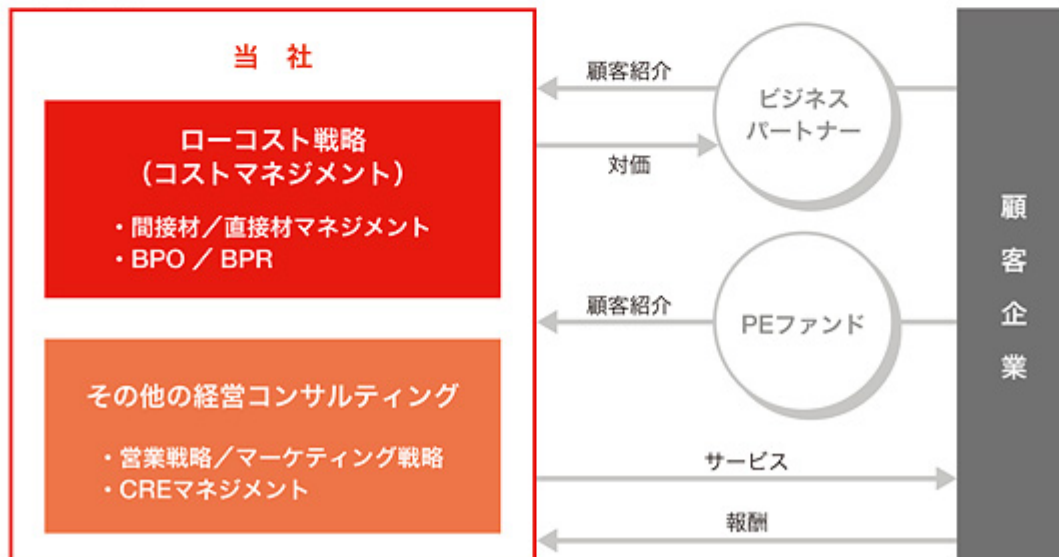 当 社
ローコスト戦略
（コストマネジメント）
・間接材／直接材マネジメント
・BPO ／ BPR
その他の経営コンサルティング
・営業戦略／マーケティング戦略
・CREマネジメント
顧客紹介
対価
ビジネス
パートナー
顧客紹介
PEファンド
サービス
報酬
顧客企業